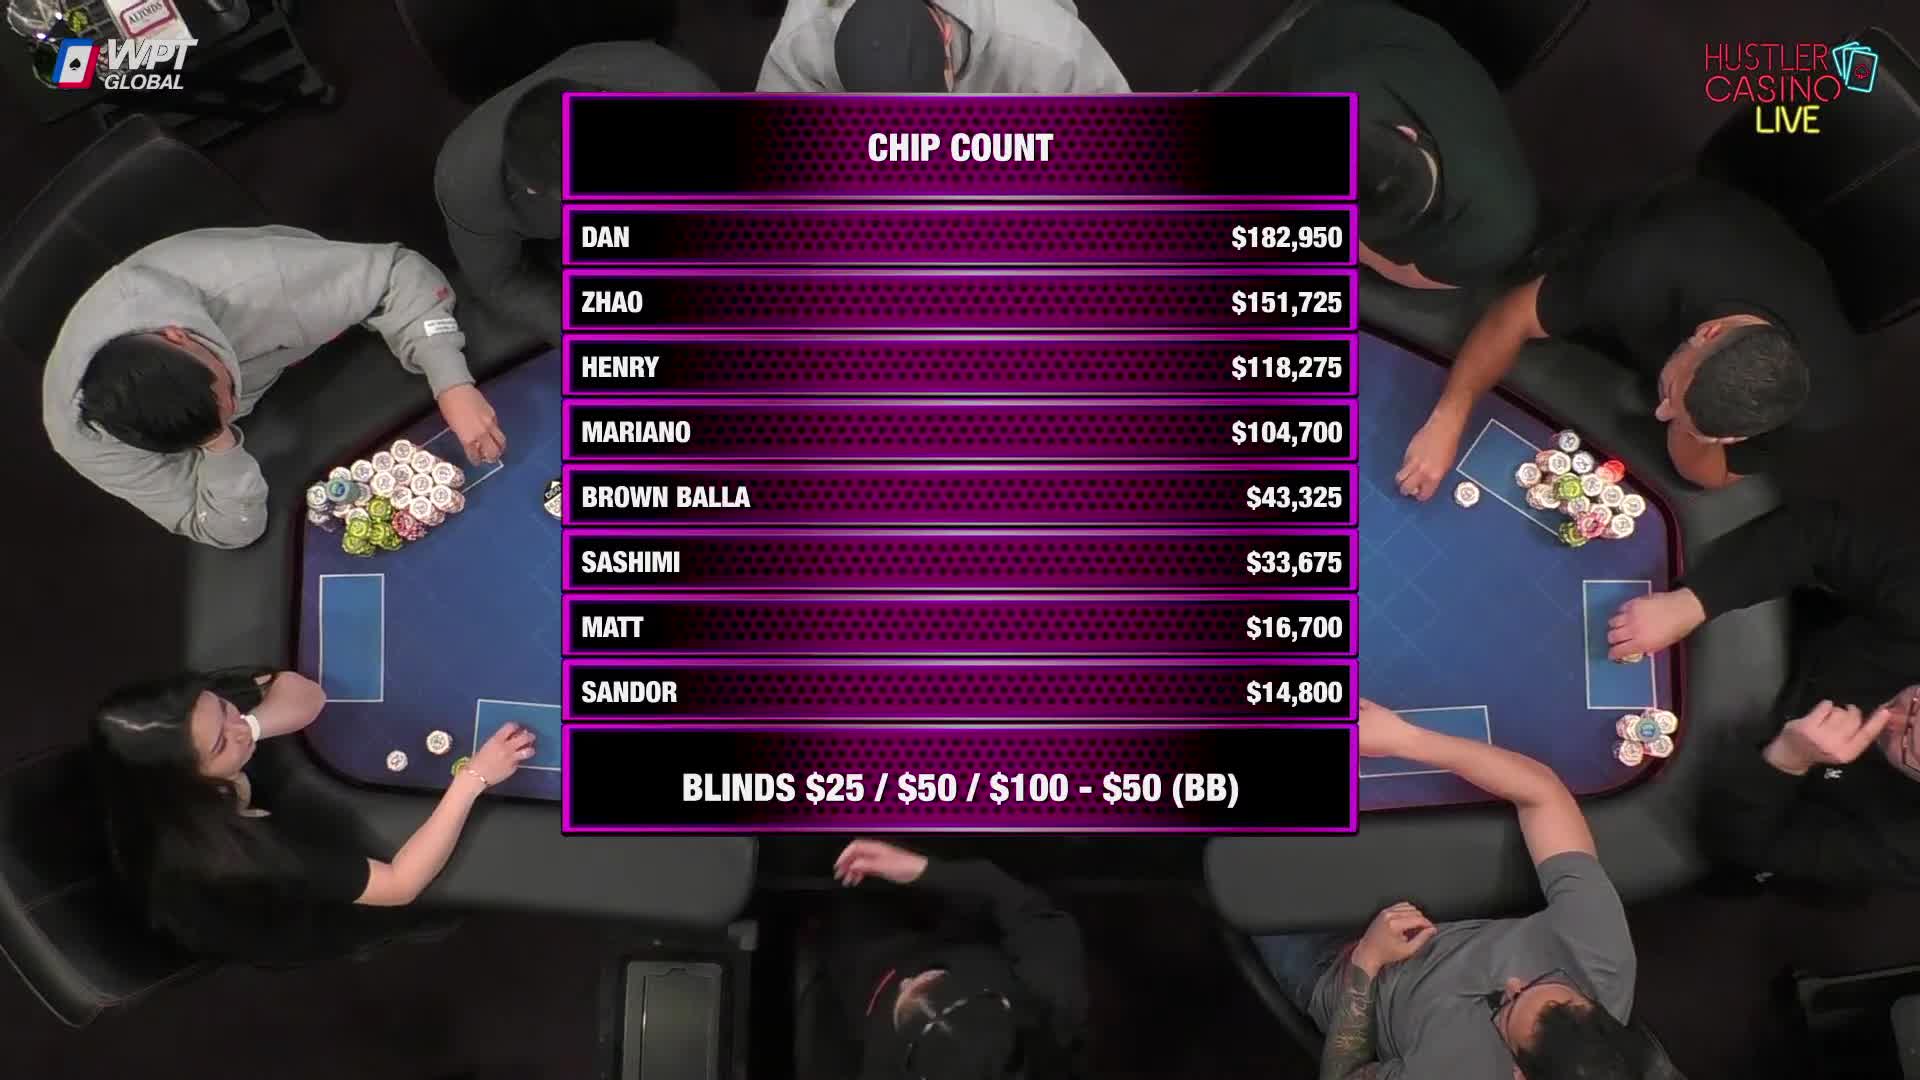 ALTOIDS
WPT
GLOBAL
HUSTLER
CASINO
LIVE
CHIP COUNT
DAN $182,950
ZHAO $151,725
HENRY $118,275
MARIANO $104,700
BROWN BALLA $43,325
SASHIMI $33,675
MATT $16,700
SANDOR $14,800
BLINDS $25 / $50 / $100 - $50 (BB)